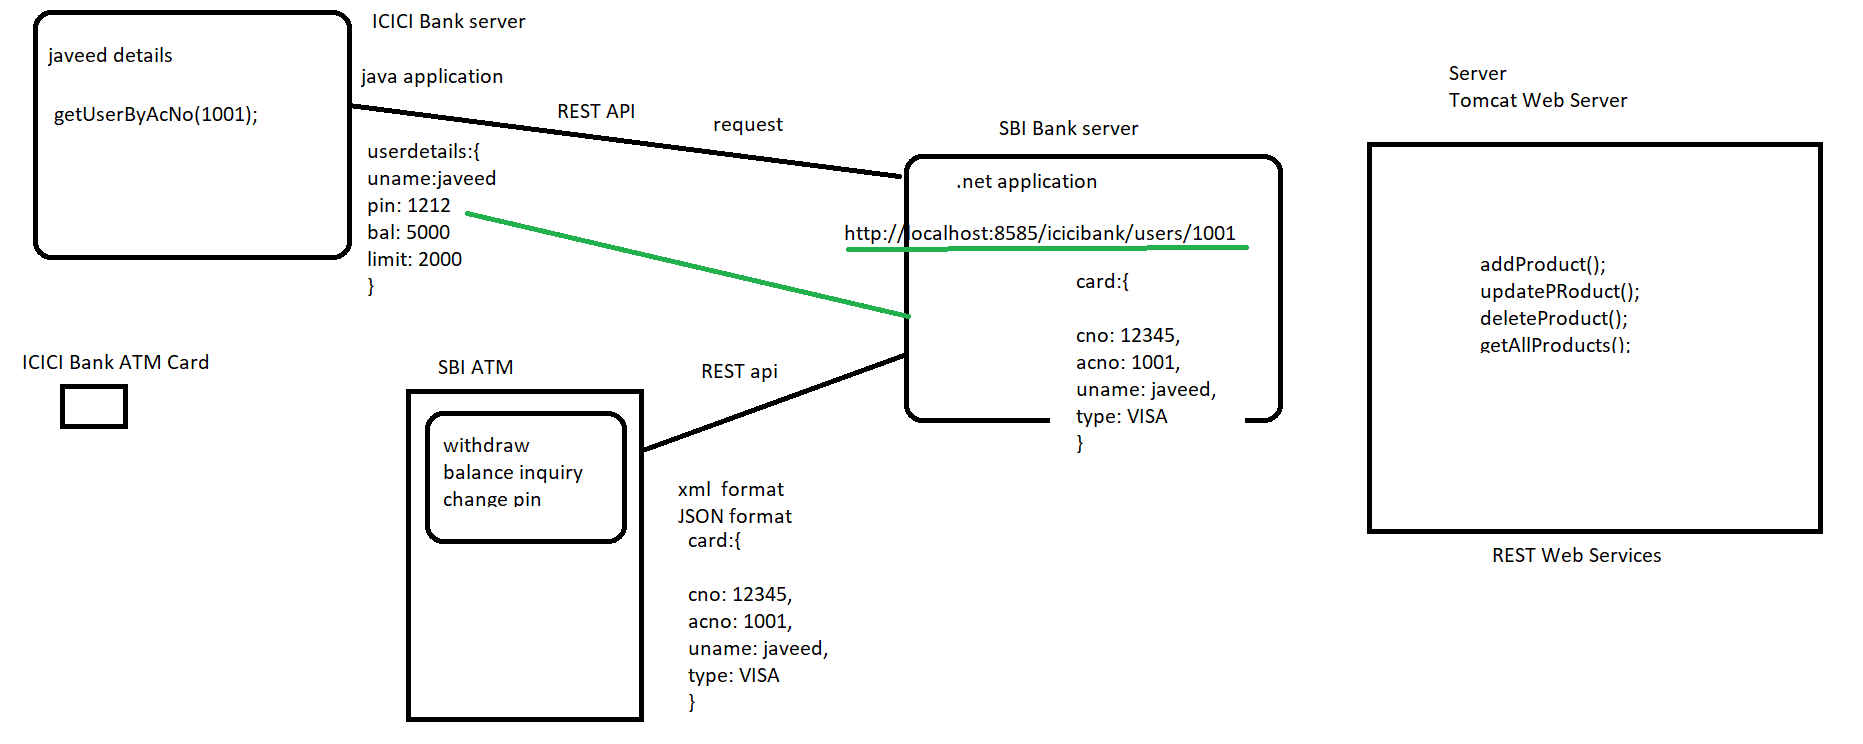 ICICI Bank server
javeed details
java application
getUserByAcNo(1001);
REST API
request
userdetails:{
uname:javeed
pin: 1212
bal: 5000
limit: 2000
}
SBI Bank server
.net application
http://localhost:8585/icicibank/users/1001
card:{
cno: 12345,
acno: 1001,
uname: javeed,
type: VISA
}
Server
Tomcat Web Server
addProduct();
updatePRoduct();
deleteProduct();
getAllProducts();
REST Web Services
ICICI Bank ATM Card
SBI ATM
REST api
withdraw
balance inquiry
change pin
xml  format
JSON format
card:{
cno: 12345,
acno: 1001,
uname: javeed,
type: VISA
}